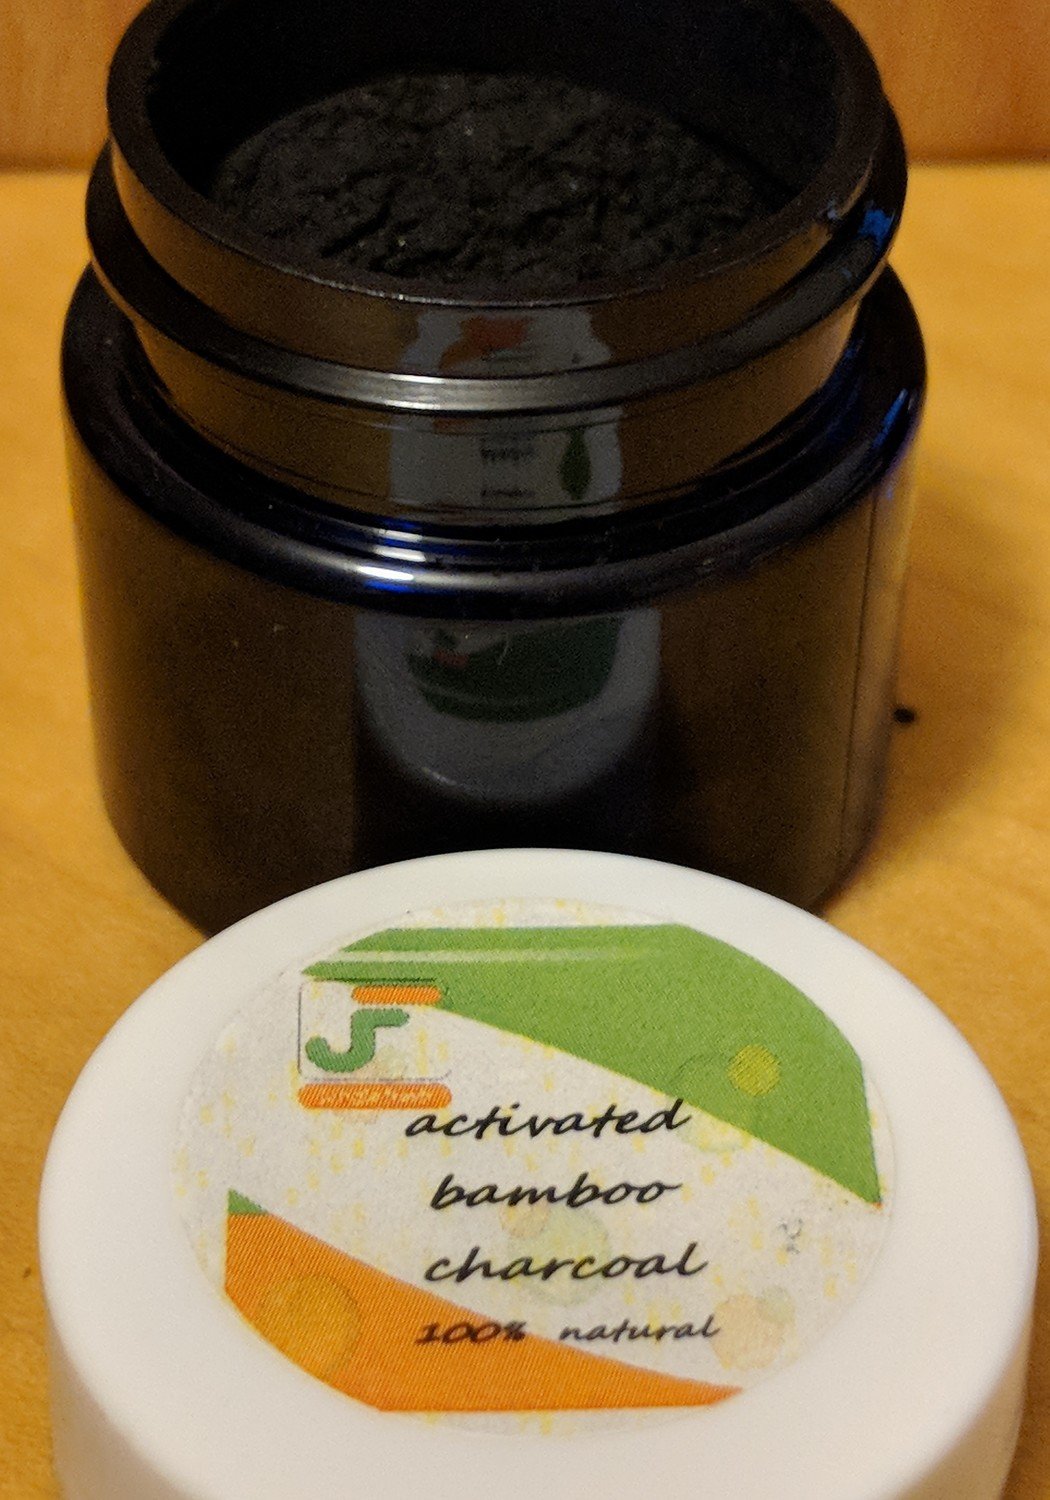 activated
bamboo
charcoal
100% natural